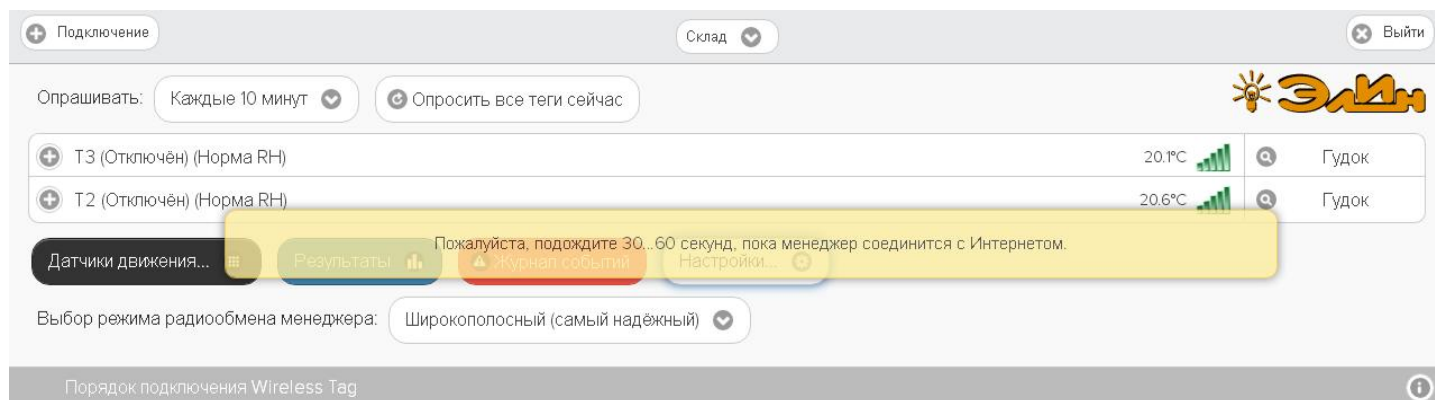 Подключение
Склад
Выйти
Опрашивать: Каждые 10 минут Опросить все теги сейчас
ЭлИн
Т3 (Отключён) (Норма RH) 20.1°C Гудок
Т2 (Отключён) (Норма RH) 20.6°C Гудок
Пожалуйста, подождите 30...60 секунд, пока менеджер соединится с Интернетом.
Датчики движения... Результаты Журнал событий Настройки...
Выбор режима радиообмена менеджера: Широкополосный (самый надёжный)
Порядок подключения Wireless Tag